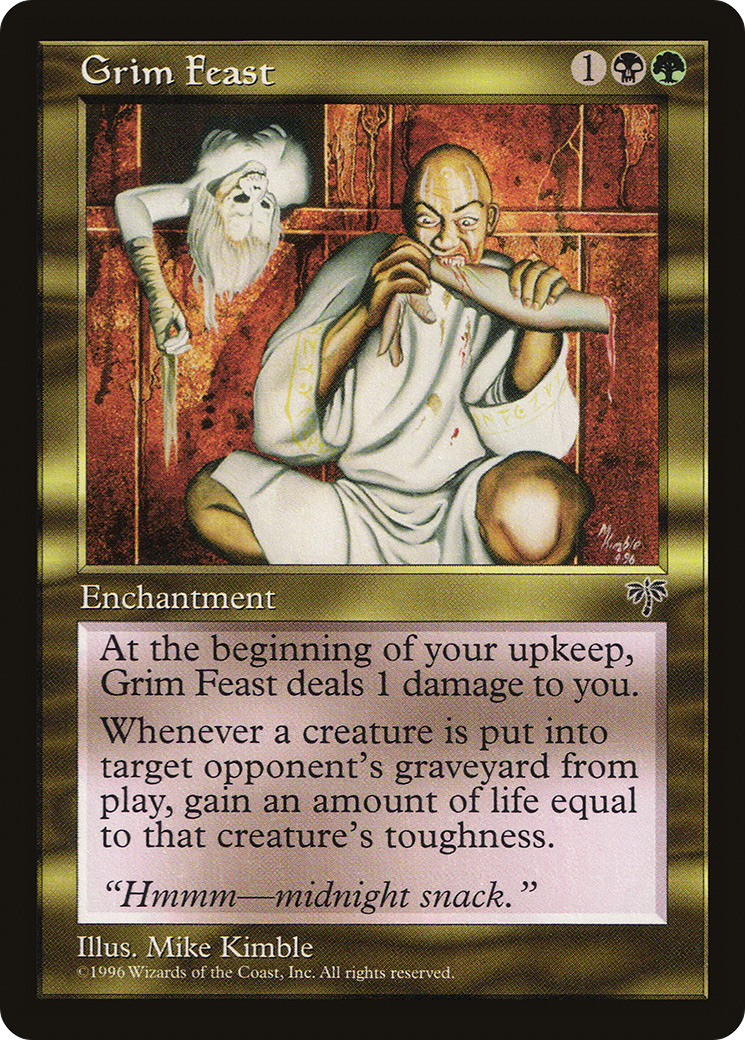 Grim Feast
1
M
Kimble
96
Enchantment
At the beginning of your upkeep,
Grim Feast deals 1 damage to you.
Whenever a creature is put into
target opponent's graveyard from
play, gain an amount of life equal
to that creature's toughness.
“Hmmm—midnight snack.”
Illus. Mike Kimble
©1996 Wizards of the Coast, Inc. All rights reserved.